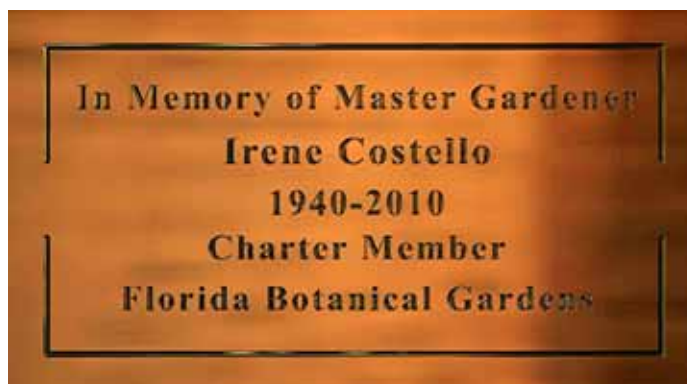 In Memory of Master Gardener
Irene Costello
1940-2010
Charter Member
Florida Botanical Gardens